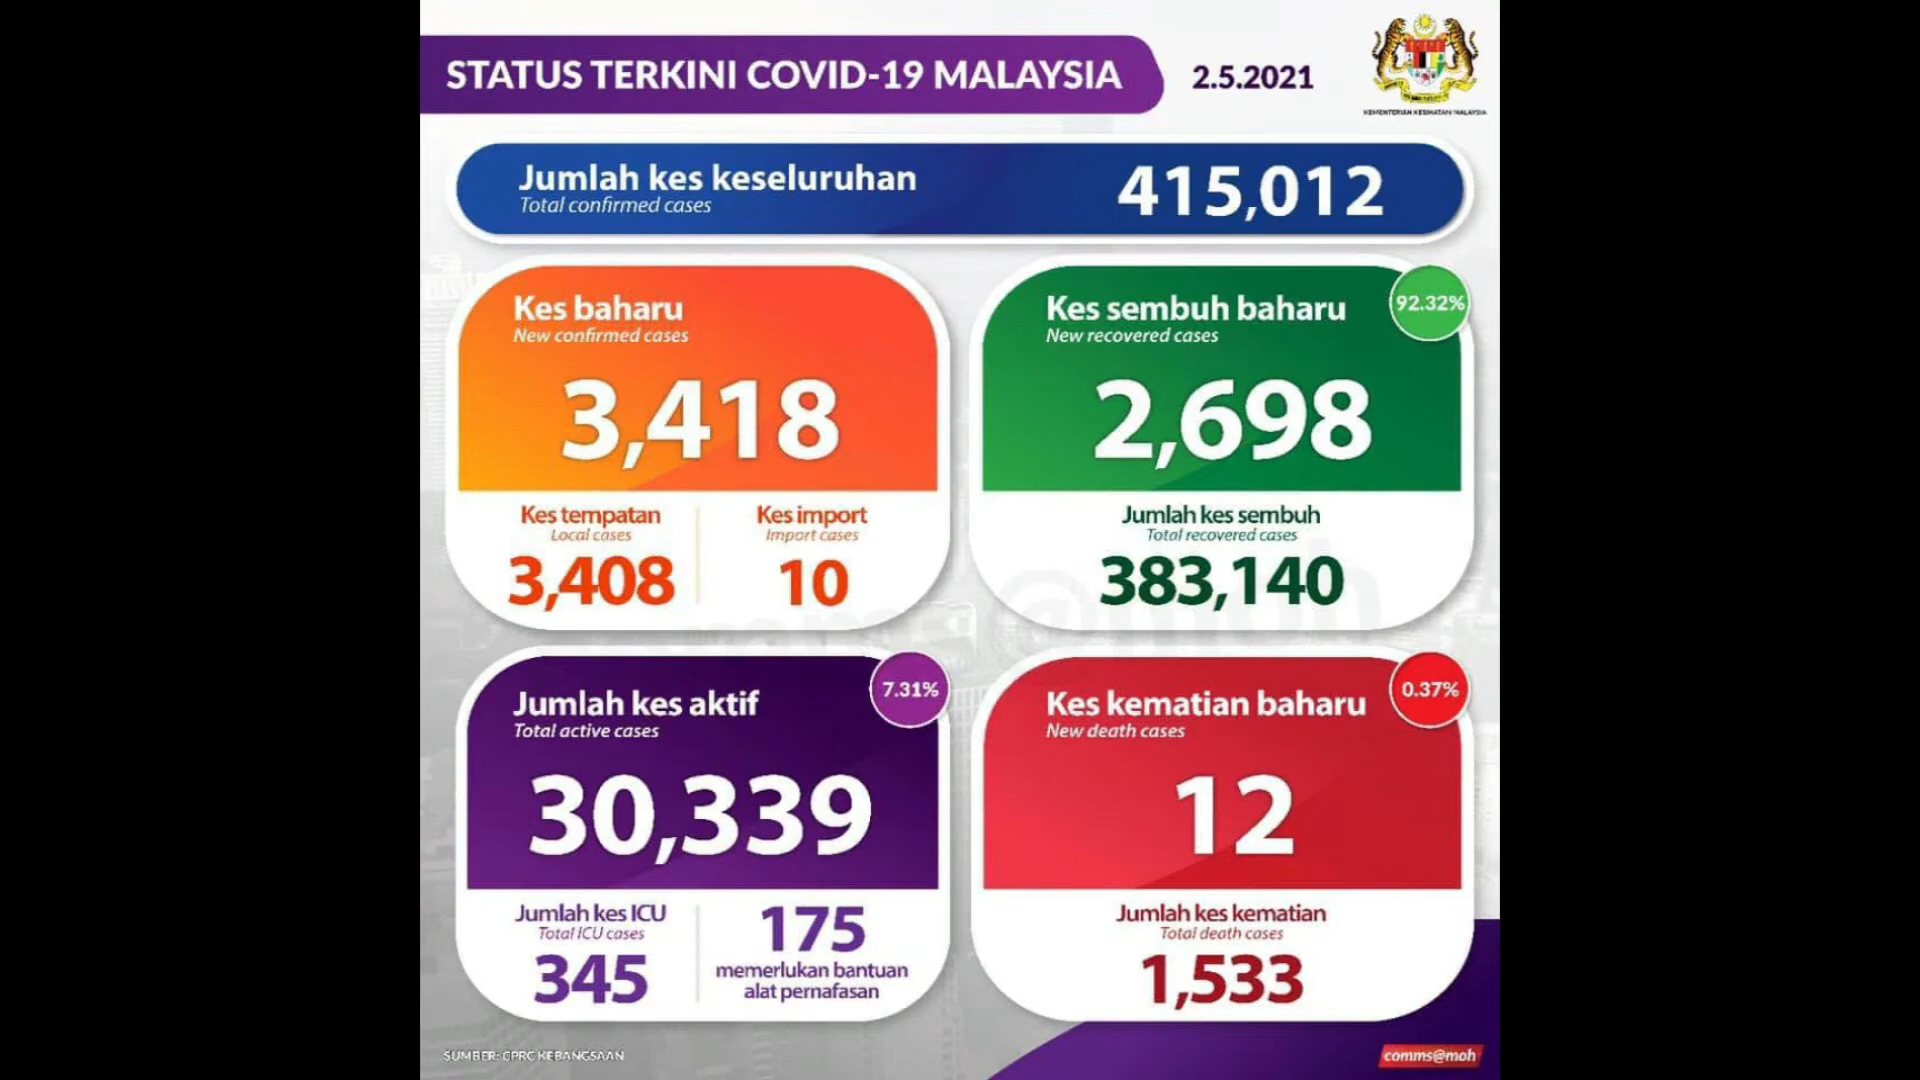 STATUS TERKINI COVID-19 MALAYSIA
2.5.2021
KEMENTERIAN KESIHATAN MALAYSIA
Jumlah kes keseluruhan
Total confirmed cases
415,012
Kes baharu
New confirmed cases
3,418
Kes tempatan
Local cases
3,408
Kes import
Import cases
10
Kes sembuh baharu
New recovered cases
92.32%
2,698
Jumlah kes sembuh
Total recovered cases
383,140
Jumlah kes aktif
Total active cases
7.31%
30,339
Jumlah kes ICU
Total ICU cases
345
175
memerlukan bantuan
alat pernafasan
Kes kematian baharu
New death cases
0.37%
12
Jumlah kes kematian
Total death cases
1,533
SUMBER: CPRC KEBANGSAAN
comms@moh